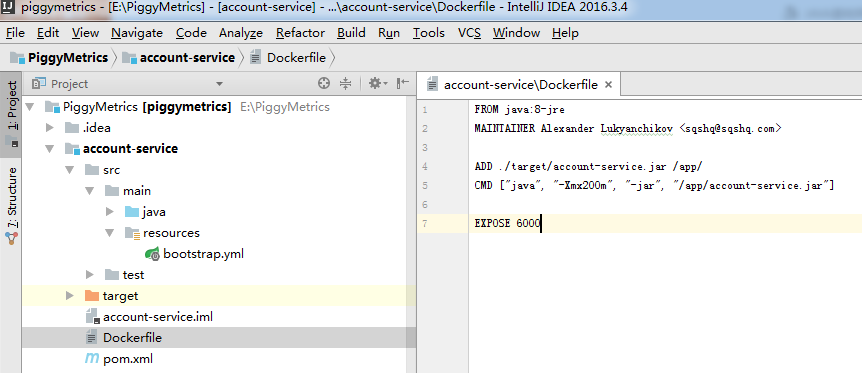 piggymetrics - [E:\PiggyMetrics] - [account-service] - ...\account-service\Dockerfile - IntelliJ IDEA 2016.3.4
File Edit View Navigate Code Analyze Refactor Build Run Tools VCS Window Help
PiggyMetrics account-service Dockerfile
1: Project
7: Structure
Project
PiggyMetrics [piggymetrics] E:\PiggyMetrics
.idea
account-service
src
main
java
resources
bootstrap.yml
test
target
account-service.iml
Dockerfile
pom.xml
account-service\Dockerfile
1 FROM java:8-jre
2 MAINTAINER Alexander Lukyanchikov <sqshq@sqshq.com>
3
4 ADD ./target/account-service.jar /app/
5 CMD ["java", "-Xmx200m", "-jar", "/app/account-service.jar"]
6
7 EXPOSE 6000